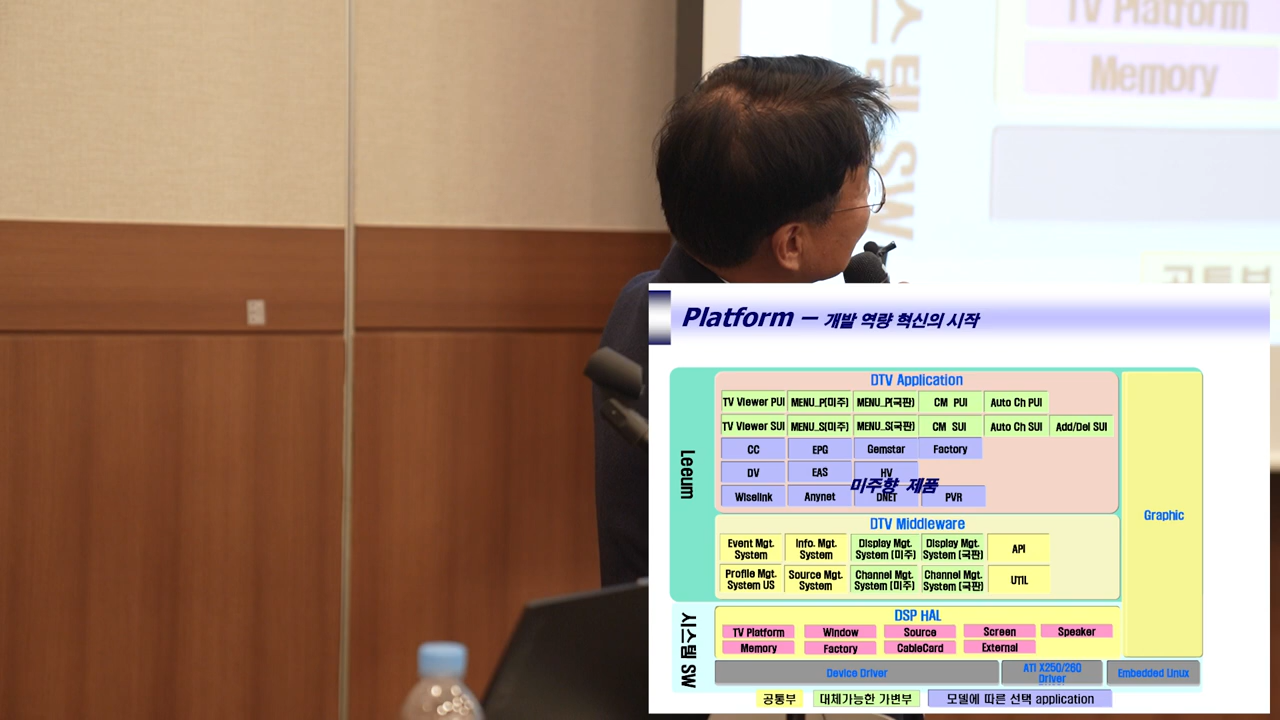 TV Platform
Memory
스템 SW
공통부
Platform – 개발 역량 혁신의 시작
Leeum
DTV Application
TV Viewer PUI MENU_P(미주) MENU_P(국판) CM PUI Auto Ch PUI
TV Viewer SUI MENU_S(미주) MENU_S(국판) CM SUI Auto Ch SUI Add/Del SUI
CC EPG Gemstar Factory
DV EAS HV
미주향 제품
Wiselink Anynet DNET PVR
Graphic
DTV Middleware
Event Mgt. System
Info. Mgt. System
Display Mgt. System (미주)
Display Mgt. System (국판)
API
Profile Mgt. System US
Source Mgt. System
Channel Mgt. System (미주)
Channel Mgt. System (국판)
UTIL
시스템 SW
DSP HAL
TV Platform Window Source Screen Speaker
Memory Factory CableCard External
Device Driver
ATI X250/260
Driver
Embedded Linux
공통부 대체가능한 가변부 모델에 따른 선택 application